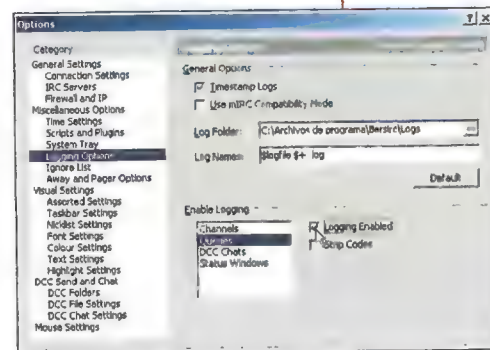 Options
Category
General Settings
Connection Settings
IRC Servers
Firewall and IP
Miscellaneous Options
Time Settings
Scripts and Plugins
System Tray
Logging Options
Ignore List
Away and Pager Options
Visual Settings
Assorted Settings
Taskbar Settings
Nicklist Settings
Font Settings
Colour Settings
Text Settings
Highlight Settings
DCC Send and Chat
DCC Folders
DCC File Settings
DCC Chat Settings
Mouse Settings
General Options
Timestamp Logs
Use mIRC Compatibility Mode
Log Folder: C:\Archivos de programa\Bersirc\Logs ...
Log Names: $logfile $+ log
Default
Enable Logging
Channels
Queries
DCC Chats
Status Windows
Logging Enabled
Strip Codes